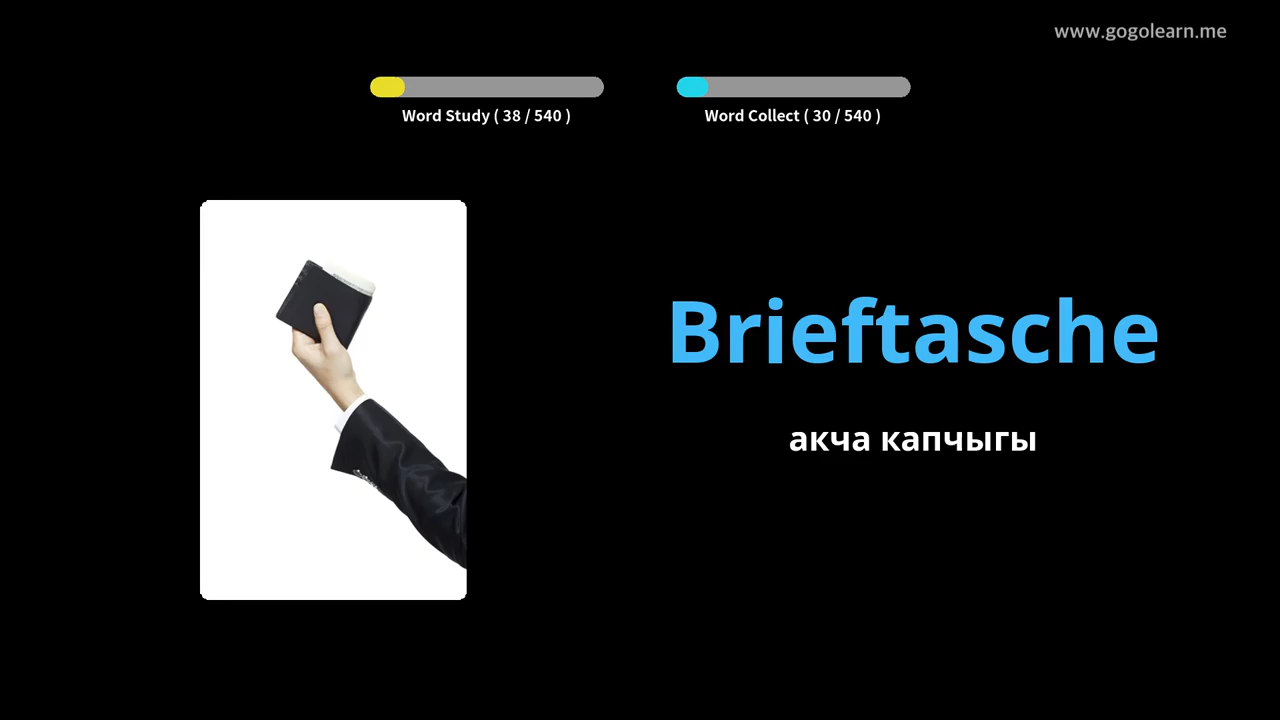 www.gogolearn.me
Word Study ( 38 / 540 )
Word Collect ( 30 / 540 )
Brieftasche
акча капчыгы